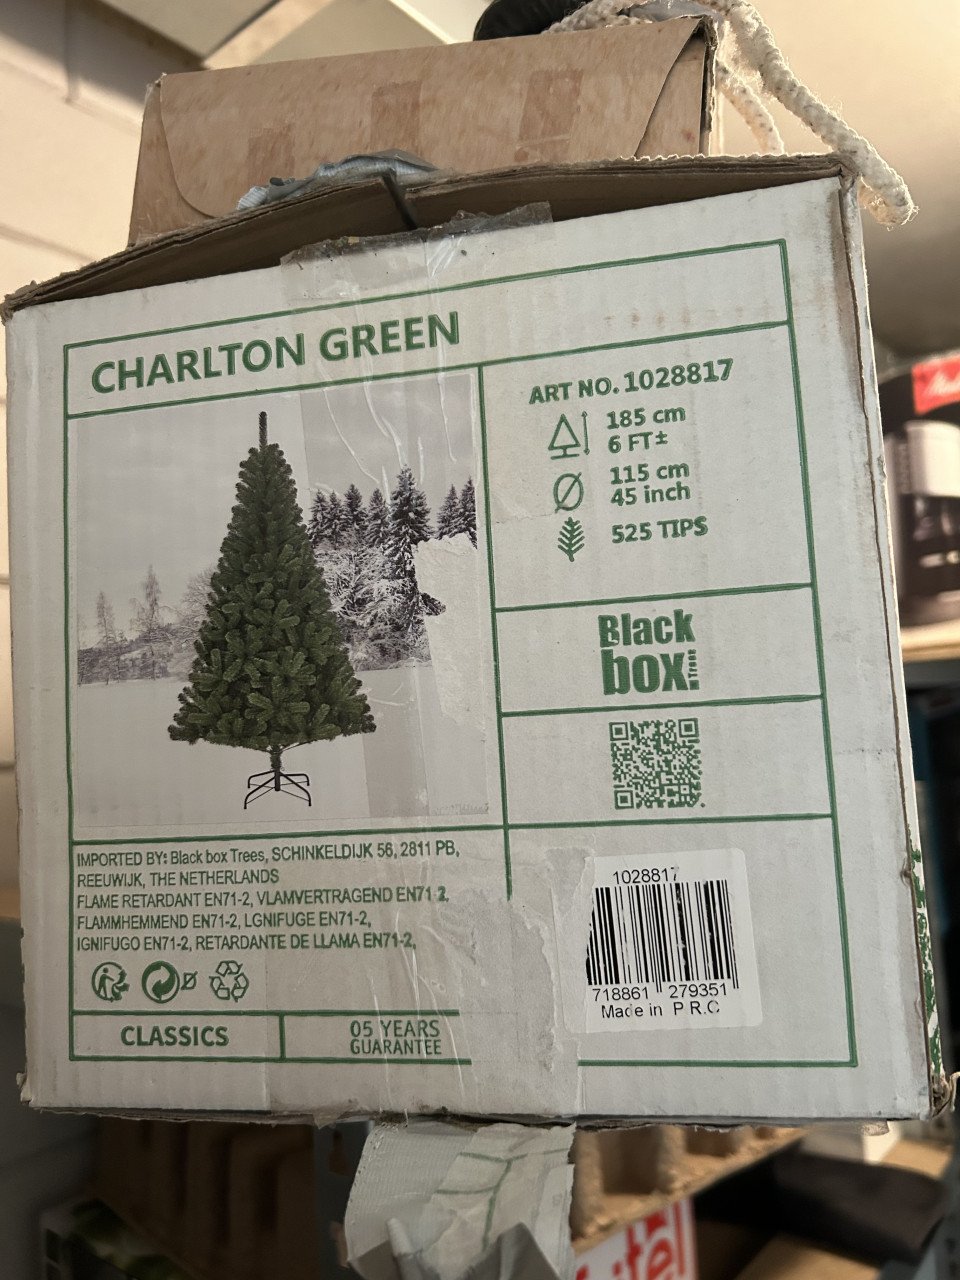 CHARLTON GREEN
ART NO. 1028817
185 cm
6 FT±
115 cm
45 inch
525 TIPS
Black
box
Trees
IMPORTED BY: Black box Trees, SCHINKELDIJK 56, 2811 PB,
REEUWIJK, THE NETHERLANDS
FLAME RETARDANT EN71-2, VLAMVERTRAGEND EN71-2,
FLAMMHEMMEND EN71-2, LGNIFUGE EN71-2,
IGNIFUGO EN71-2, RETARDANTE DE LLAMA EN71-2,
1028817
718861 279351
Made in P.R.C
CLASSICS
05 YEARS
GUARANTEE